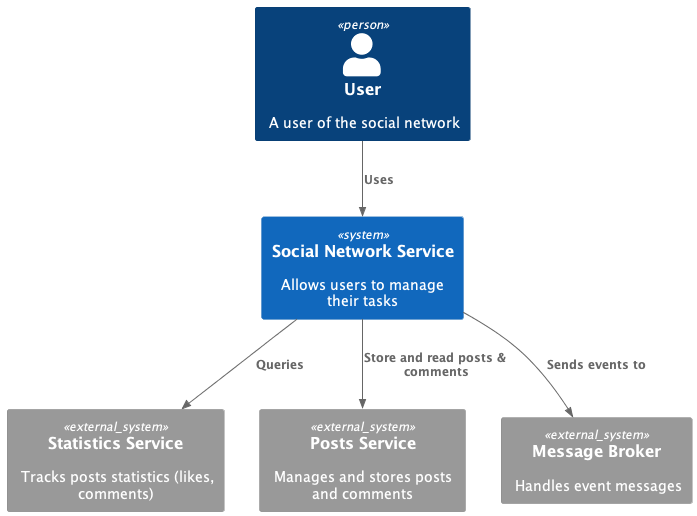 «person»
User
A user of the social network
Uses
«system»
Social Network Service
Allows users to manage
their tasks
Queries
Store and read posts &
comments
Sends events to
«external_system»
Statistics Service
Tracks posts statistics (likes,
comments)
«external_system»
Posts Service
Manages and stores posts
and comments
«external_system»
Message Broker
Handles event messages